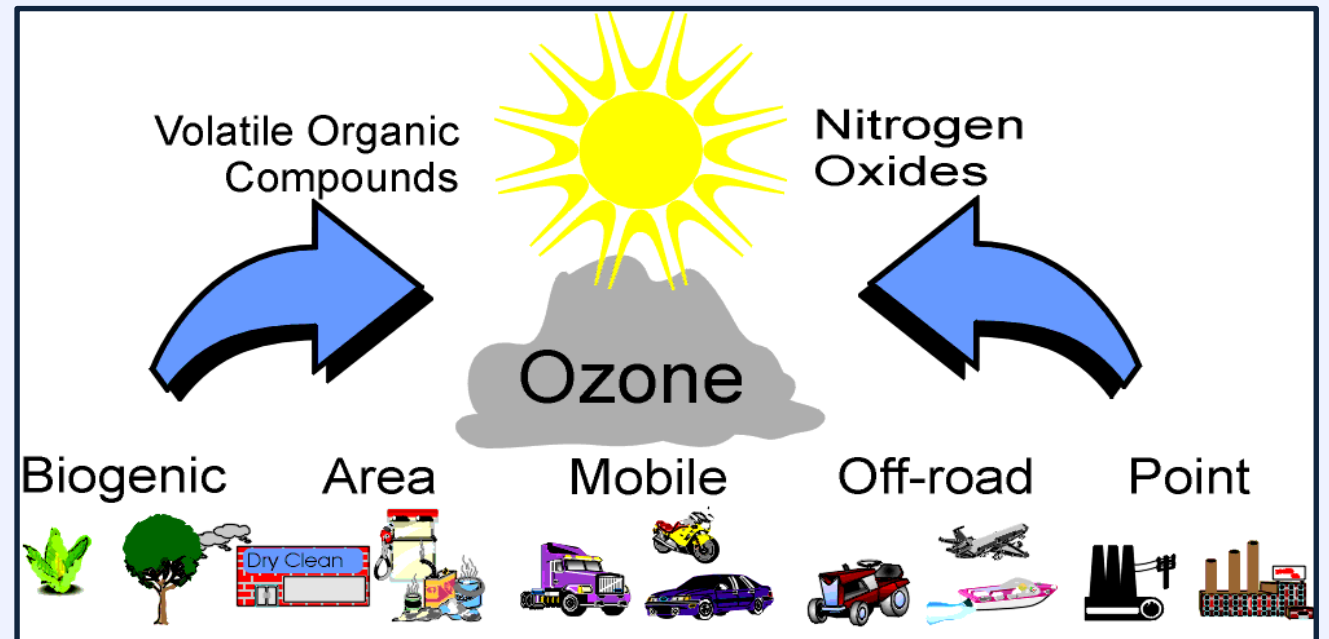 Volatile Organic
Compounds
Nitrogen
Oxides
Ozone
Biogenic
Area
Mobile
Off-road
Point
Dry Clean